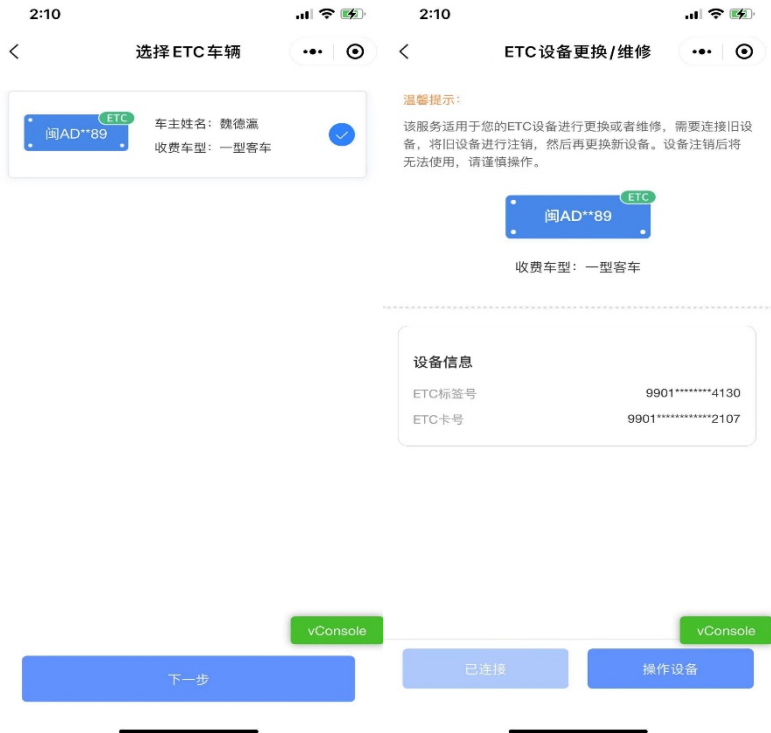 2:10
选择ETC车辆
闽AD**89
ETC
车主姓名：魏德瀛
收费车型：一型客车
vConsole
下一步
2:10
ETC设备更换/维修
温馨提示：
该服务适用于您的ETC设备进行更换或者维修，需要连接旧设
备，将旧设备进行注销，然后再更换新设备。设备注销后将
无法使用，请谨慎操作。
ETC
闽AD**89
收费车型：一型客车
设备信息
ETC标签号 9901********4130
ETC卡号 9901************2107
vConsole
已连接 操作设备